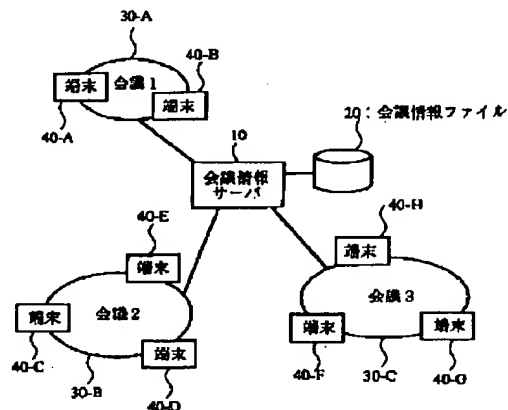 30-A
端末
会議1
40-B
端末
40-A
10
会議情報
サーバ
20:会議情報ファイル
40-E
端末
会議2
端末
40-C
30-B
端末
40-D
40-H
端末
会議3
端末
端末
40-F
30-C
40-G